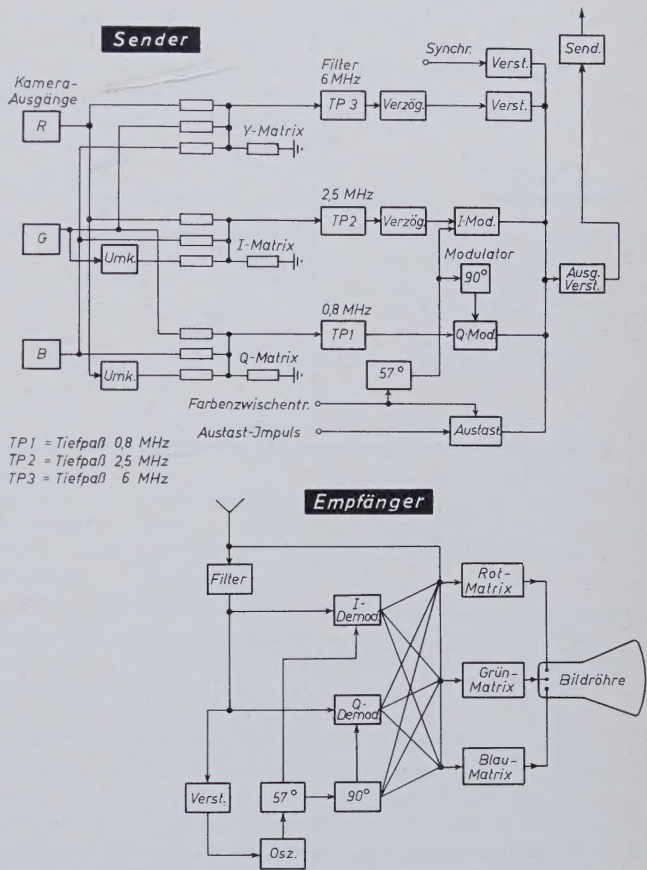 Sender
Send.
Synchr.
Verst.
Filter
6 MHz
Kamera-
Ausgänge
TP 3
Verzög.
Verst.
R
Y-Matrix
2,5 MHz
TP2
Verzög.
I-Mod.
G
Umk.
I-Matrix
Modulator
90°
Ausg.
Verst.
0,8 MHz
TP1
Q-Mod.
B
Q-Matrix
Umk.
57°
Farbenzwischentr.
Austast-Impuls
Austast.
TP1 = Tiefpaß 0,8 MHz
TP2 = Tiefpaß 2,5 MHz
TP3 = Tiefpaß 6 MHz
Empfänger
Filter
Rot-
Matrix
I-
Demod.
Grün-
Matrix
Bildröhre
Q-
Demod.
Blau-
Matrix
Verst.
57°
90°
Osz.